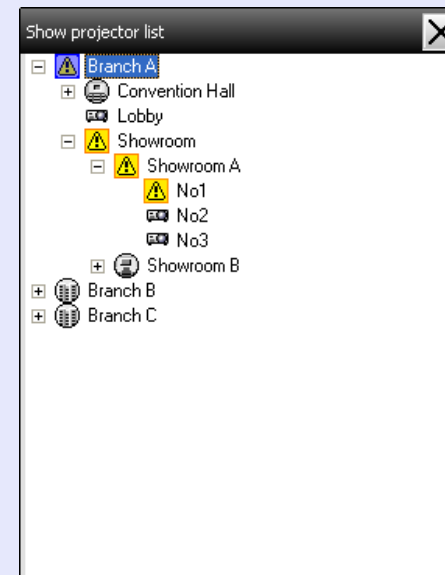 Show projector list
Branch A
Convention Hall
Lobby
Showroom
Showroom A
No1
No2
No3
Showroom B
Branch B
Branch C